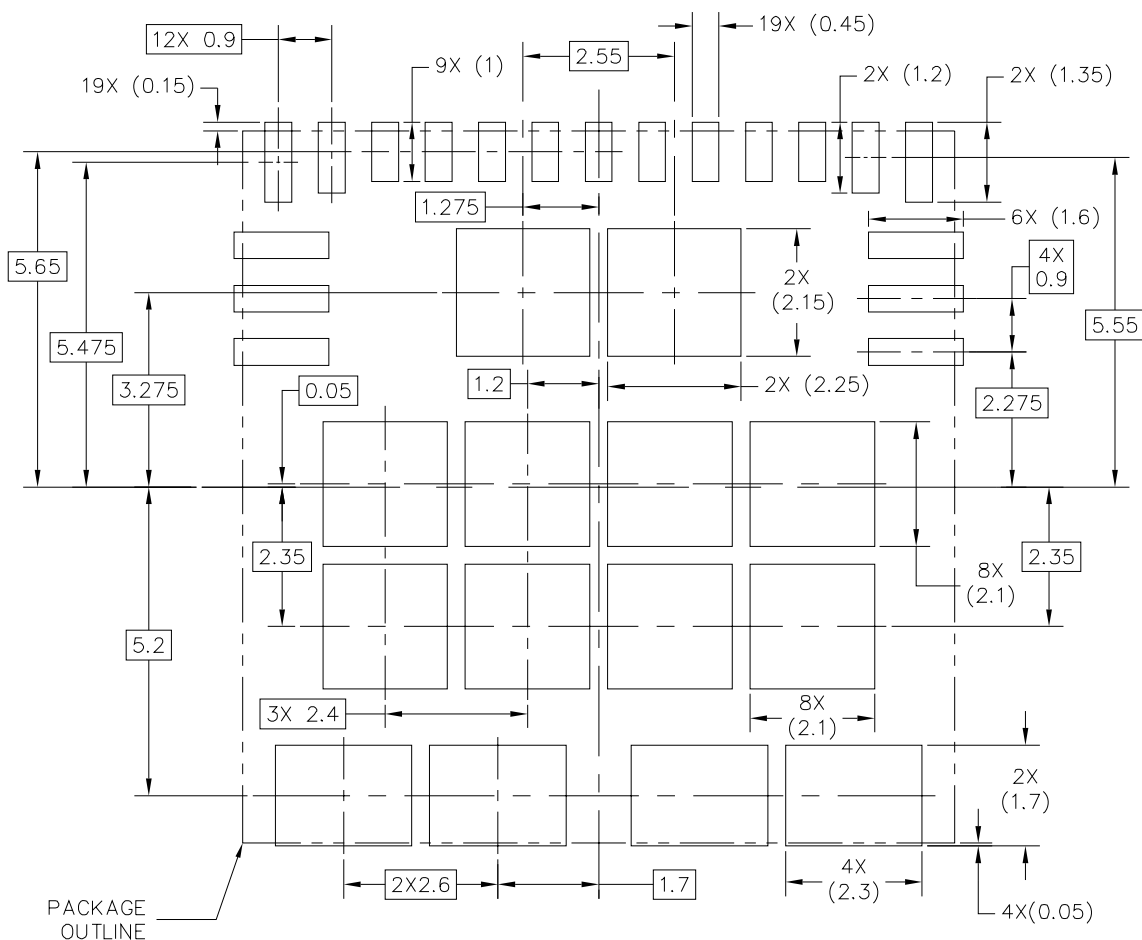 19X (0.45)
12X 0.9
2.55
9X (1)
2X (1.2)
2X (1.35)
19X (0.15)
1.275
6X (1.6)
5.65
4X
0.9
2X
(2.15)
5.55
5.475
3.275
0.05
1.2
2X (2.25)
2.275
2.35
8X
(2.1)
2.35
5.2
3X 2.4
8X
(2.1)
2X
(1.7)
2X2.6
1.7
4X
(2.3)
4X(0.05)
PACKAGE
OUTLINE